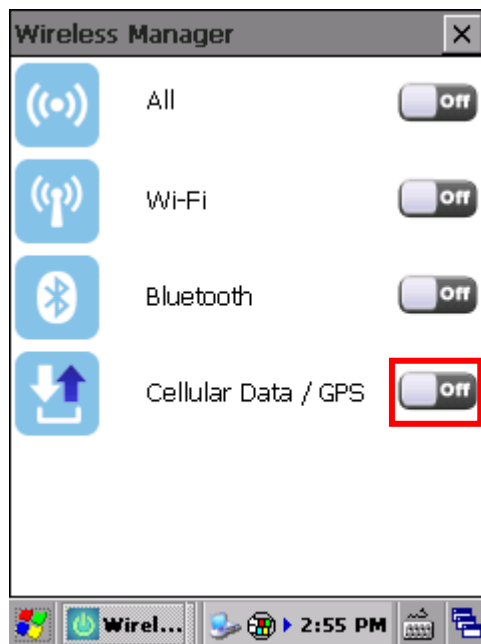 Wireless Manager
All
Off
Wi-Fi
Off
Bluetooth
Off
Cellular Data / GPS
Off
Wirel... 2:55 PM